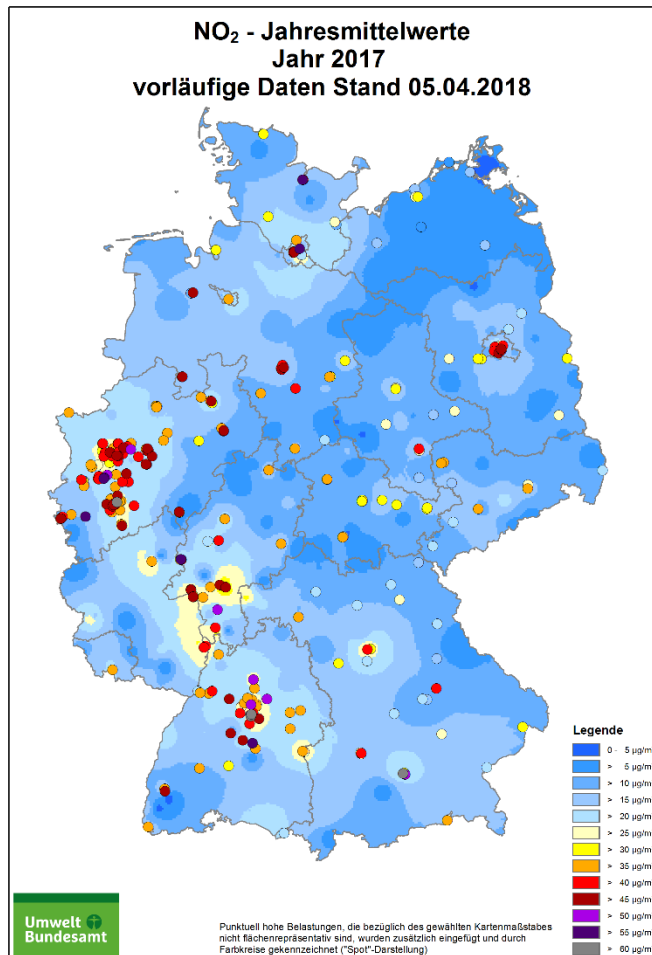 NO₂ - Jahresmittelwerte
Jahr 2017
vorläufige Daten Stand 05.04.2018
Legende
0 - 5 µg/m
> 5 µg/m
> 10 µg/m
> 15 µg/m
> 20 µg/m
> 25 µg/m
> 30 µg/m
> 35 µg/m
> 40 µg/m
> 45 µg/m
> 50 µg/m
> 55 µg/m
> 60 µg/m
Umwelt
Bundesamt
Punktuell hohe Belastungen, die bezüglich des gewählten Kartenmaßstabes
nicht flächenrepräsentativ sind, wurden zusätzlich eingefügt und durch
Farbkreise gekennzeichnet ("Spot"-Darstellung)